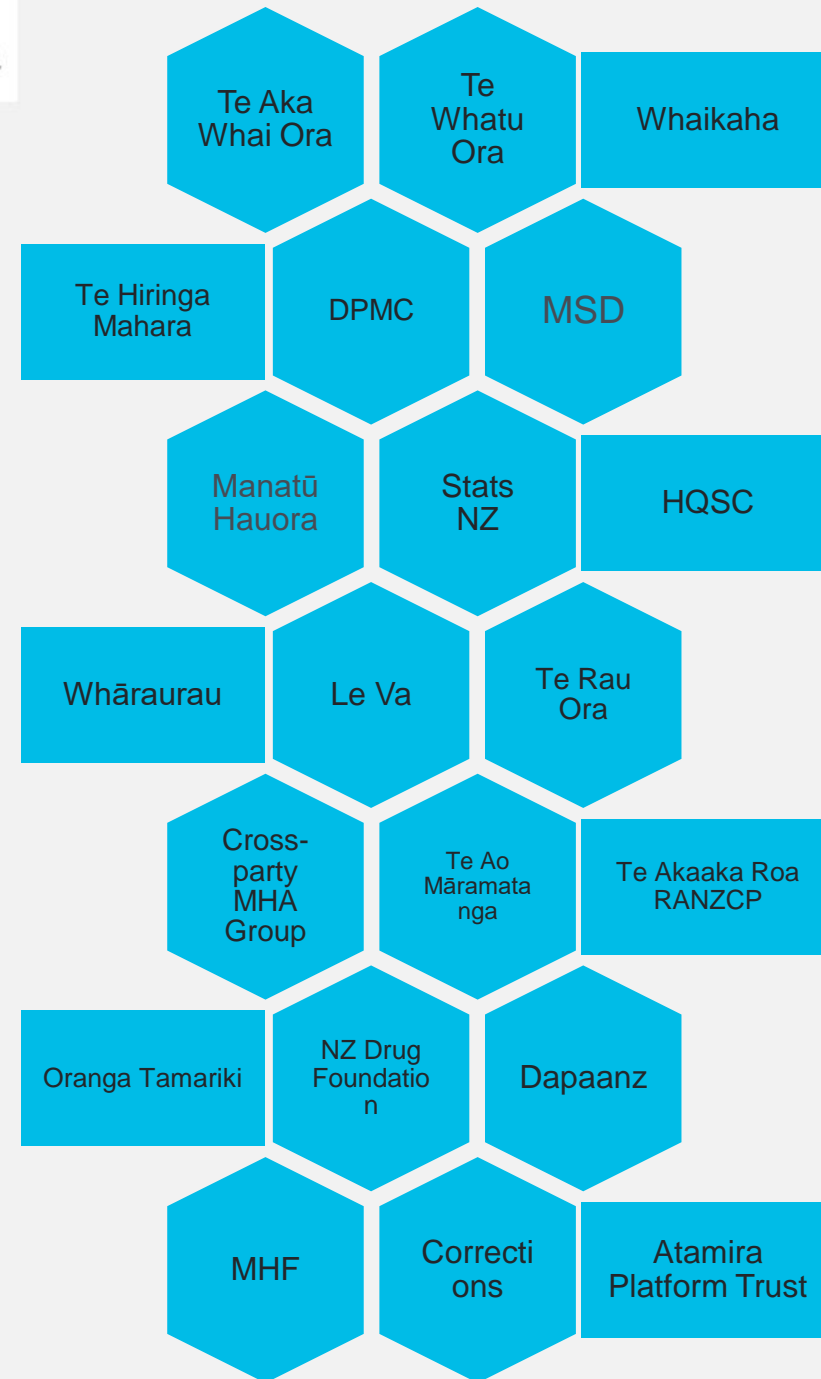 Te Aka
Whai Ora
Te
Whatu
Ora
Whaikaha
Te Hiringa
Mahara
DPMC
MSD
Manatū
Hauora
Stats
NZ
HQSC
Whāraurau
Le Va
Te Rau
Ora
Cross-
party
MHA
Group
Te Ao
Māramata
nga
Te Akaaka Roa
RANZCP
Oranga Tamariki
NZ Drug
Foundatio
n
Dapaanz
MHF
Correcti
ons
Atamira
Platform Trust